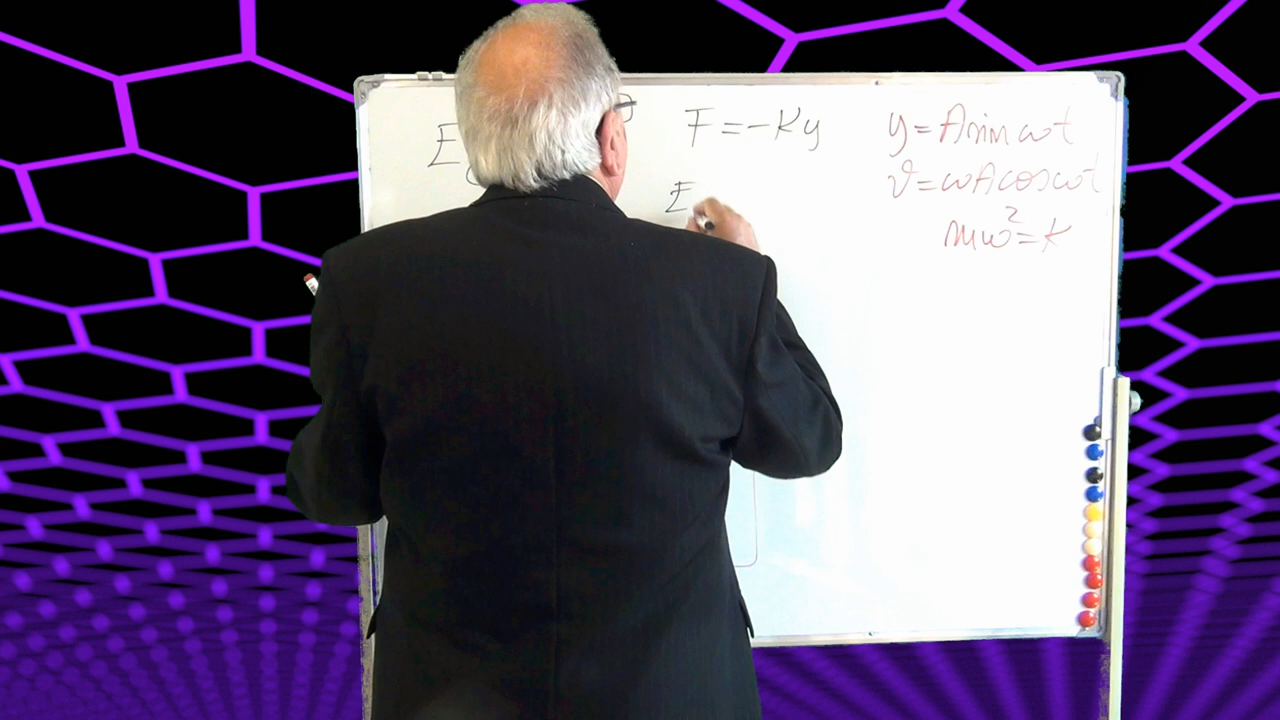 E
F=-Ky
E
y=Asinωt
v=ωAcosωt
mω²=K